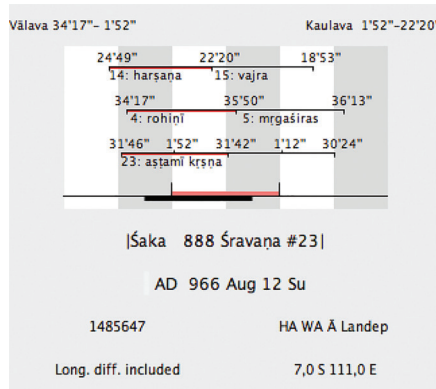 Vālava 34'17"- 1'52" Kaulava 1'52"-22'20"
24'49" 22'20" 18'53"
14: harṣaṇa 15: vajra
34'17" 35'50" 36'13"
4: rohiṇī 5: mṛgaśiras
31'46" 1'52" 31'42" 1'12" 30'24"
23: aṣṭamī kṛṣṇa
|Śaka 888 Śravaṇa #23|
AD 966 Aug 12 Su
1485647 HA WA Ā Landep
Long. diff. included 7,0 S 111,0 E